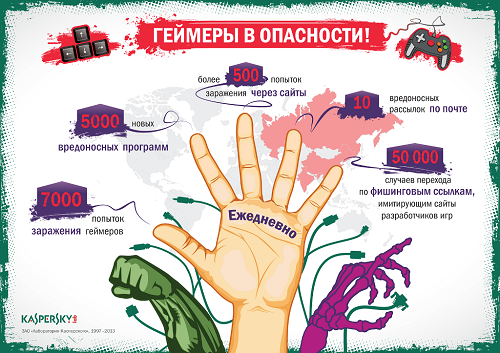 ГЕЙМЕРЫ В ОПАСНОСТИ!
более 500 попыток
заражения через сайты
5000 новых
вредоносных программ
10 вредоносных
рассылок по почте
50 000
случаев перехода
по фишинговым ссылкам,
имитирующим сайты
разработчиков игр
7000 попыток
заражения геймеров
Ежедневно
KASPERSKY lab
ЗАО «Лаборатория Касперского», 1997–2013